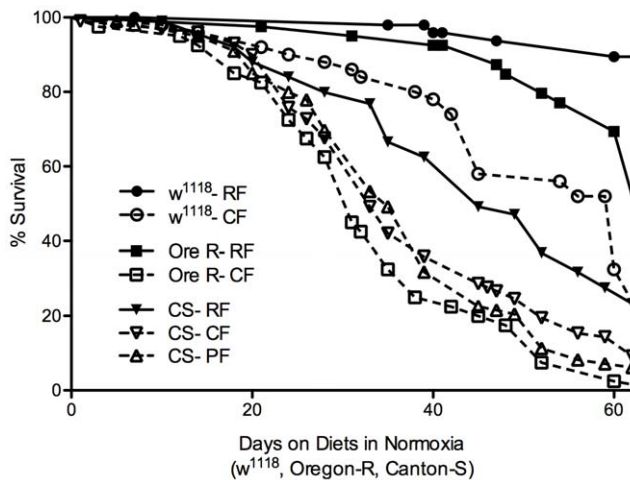 100
80
60
40
20
0
% Survival
w1118- RF
w1118- CF
Ore R- RF
Ore R- CF
CS- RF
CS- CF
CS- PF
0 20 40 60
Days on Diets in Normoxia
(w1118, Oregon-R, Canton-S)